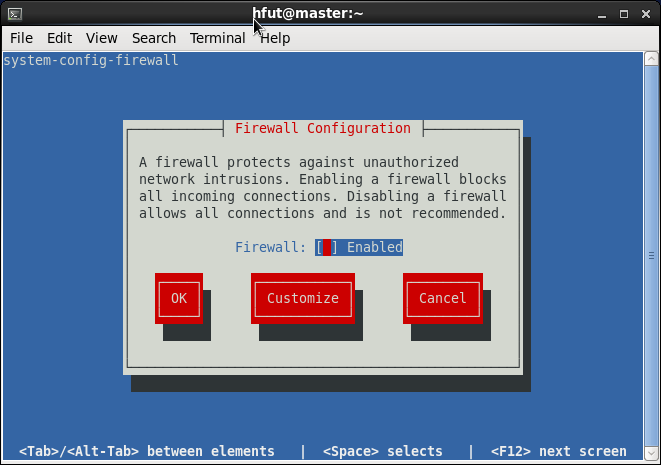 hfut@master:~
File Edit View Search Terminal Help
system-config-firewall
Firewall Configuration
A firewall protects against unauthorized
network intrusions. Enabling a firewall blocks
all incoming connections. Disabling a firewall
allows all connections and is not recommended.
Firewall: [ ] Enabled
OK Customize Cancel
<Tab>/<Alt-Tab> between elements | <Space> selects | <F12> next screen